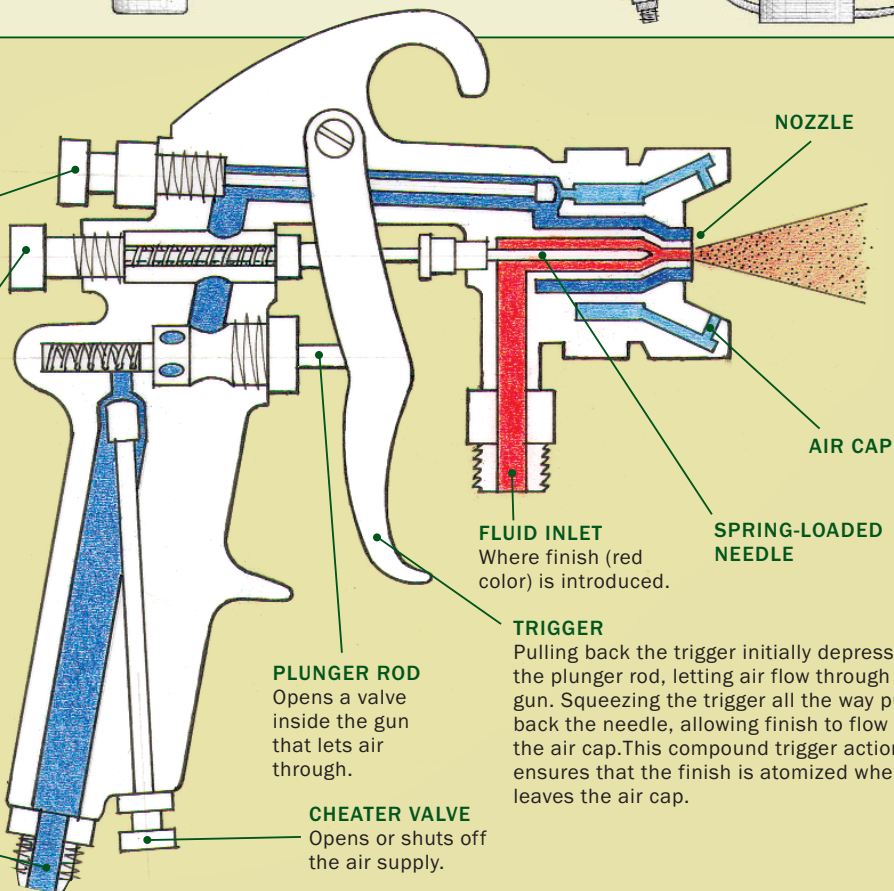 NOZZLE
AIR CAP
FLUID INLET
Where finish (red
color) is introduced.
SPRING-LOADED
NEEDLE
TRIGGER
Pulling back the trigger initially depress
the plunger rod, letting air flow through
gun. Squeezing the trigger all the way p
back the needle, allowing finish to flow
the air cap.This compound trigger action
ensures that the finish is atomized whe
leaves the air cap.
PLUNGER ROD
Opens a valve
inside the gun
that lets air
through.
CHEATER VALVE
Opens or shuts off
the air supply.